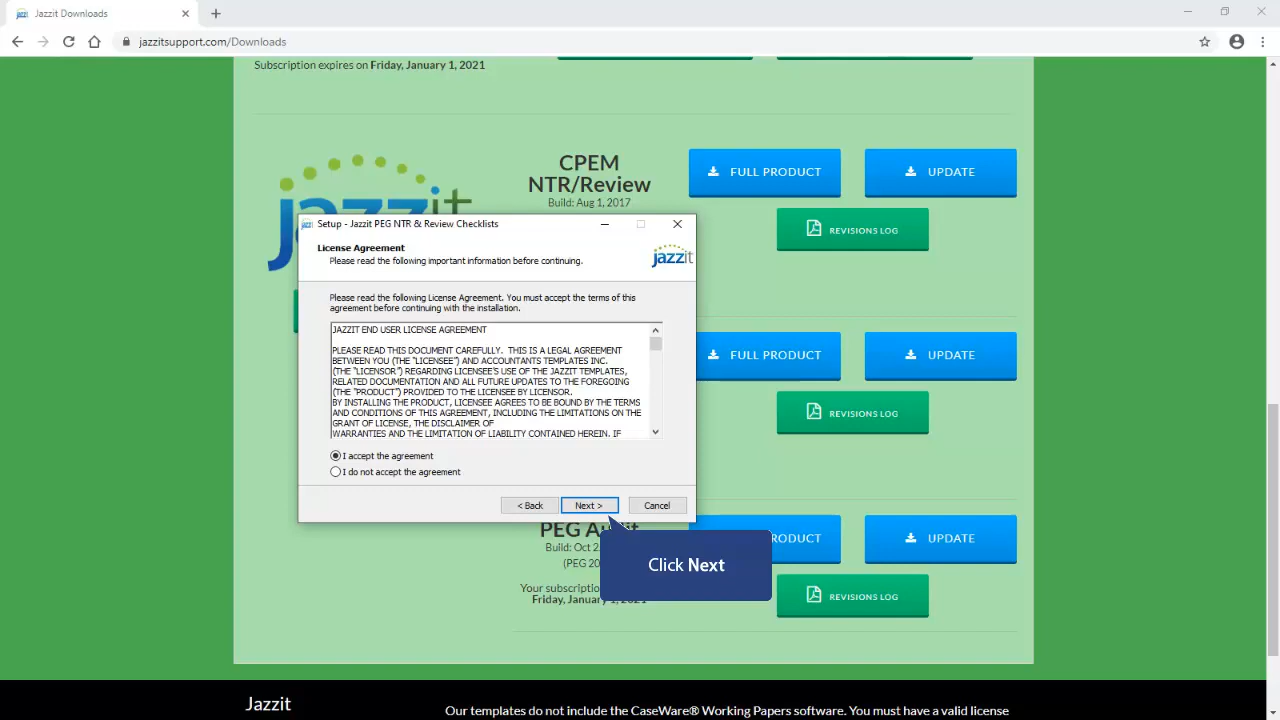 Jazzit Downloads
jazzitsupport.com/Downloads
Subscription expires on Friday, January 1, 2021
CPEM
NTR/Review
Build: Aug 1, 2017
FULL PRODUCT
UPDATE
REVISIONS LOG
jazzit
Setup - Jazzit PEG NTR & Review Checklists
License Agreement
Please read the following important information before continuing.
jazzit
Please read the following License Agreement. You must accept the terms of this
agreement before continuing with the installation.
JAZZIT END USER LICENSE AGREEMENT
PLEASE READ THIS DOCUMENT CAREFULLY. THIS IS A LEGAL AGREEMENT
BETWEEN YOU (THE "LICENSEE") AND ACCOUNTANTS TEMPLATES INC.
(THE "LICENSOR") REGARDING LICENSEE'S USE OF THE JAZZIT TEMPLATES,
RELATED DOCUMENTATION AND ALL FUTURE UPDATES TO THE FOREGOING
(THE "PRODUCT") PROVIDED TO THE LICENSEE BY LICENSOR.
BY INSTALLING THE PRODUCT, LICENSEE AGREES TO BE BOUND BY THE TERMS
AND CONDITIONS OF THIS AGREEMENT, INCLUDING THE LIMITATIONS ON THE
GRANT OF LICENSE, THE DISCLAIMER OF
WARRANTIES AND THE LIMITATION OF LIABILITY CONTAINED HEREIN. IF
I accept the agreement
I do not accept the agreement
< Back
Next >
Cancel
Click Next
FULL PRODUCT
UPDATE
REVISIONS LOG
PEG Audit
Build: Oct 2
(PEG 20
Your subscription
Friday, January 1, 2021
PRODUCT
UPDATE
REVISIONS LOG
Jazzit
Our templates do not include the CaseWare® Working Papers software. You must have a valid license